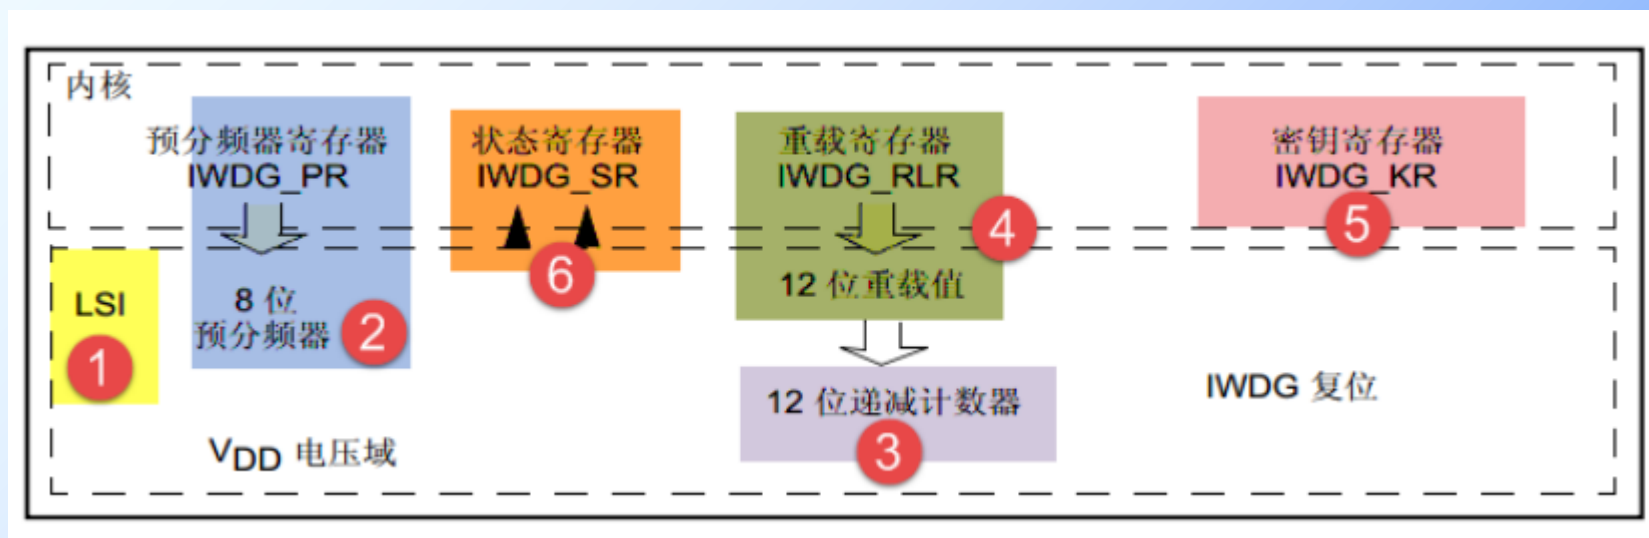 内核
预分频器寄存器
IWDG_PR
状态寄存器
IWDG_SR
重载寄存器
IWDG_RLR
密钥寄存器
IWDG_KR
4
5
6
LSI
1
8 位
预分频器
2
12 位重载值
12 位递减计数器
3
IWDG 复位
VDD 电压域